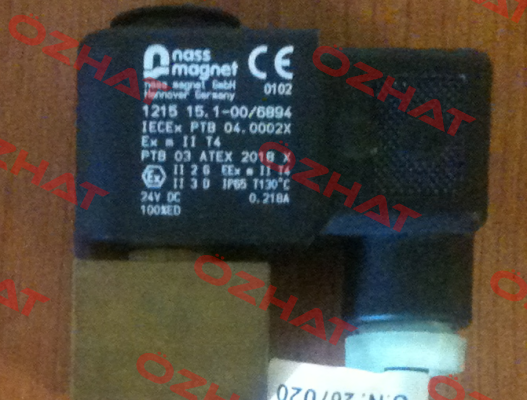 nass
magnet
nass magnet GmbH
Hannover Germany
CE
0102
1215 15.1-00/6894
IECEx PTB 04.0002X
Ex m II T4
PTB 03 ATEX 2018 X
Ex
II 2 G EEx m II T4
II 3 D IP65 T130°C
24V DC 0.218A
100%ED
OZHAT
OZHAT
OZHAT
OZHAT
OZHAT
OZHAT
OZHAT